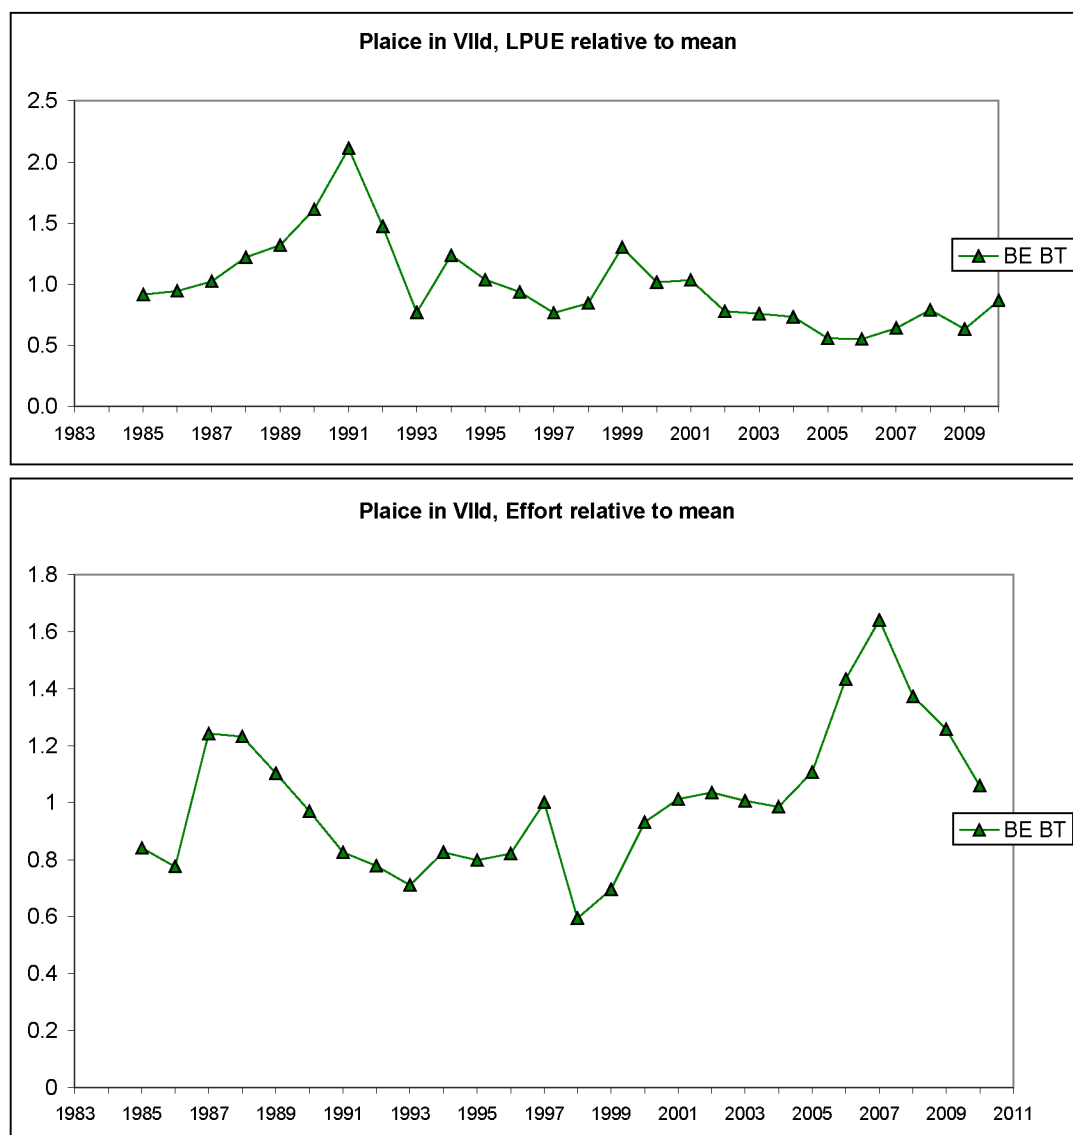 Plaice in VIId, LPUE relative to mean
2.5
2.0
1.5
1.0
0.5
0.0
1983 1985 1987 1989 1991 1993 1995 1997 1999 2001 2003 2005 2007 2009
BE BT
Plaice in VIId, Effort relative to mean
1.8
1.6
1.4
1.2
1
0.8
0.6
0.4
0.2
0
1983 1985 1987 1989 1991 1993 1995 1997 1999 2001 2003 2005 2007 2009 2011
BE BT